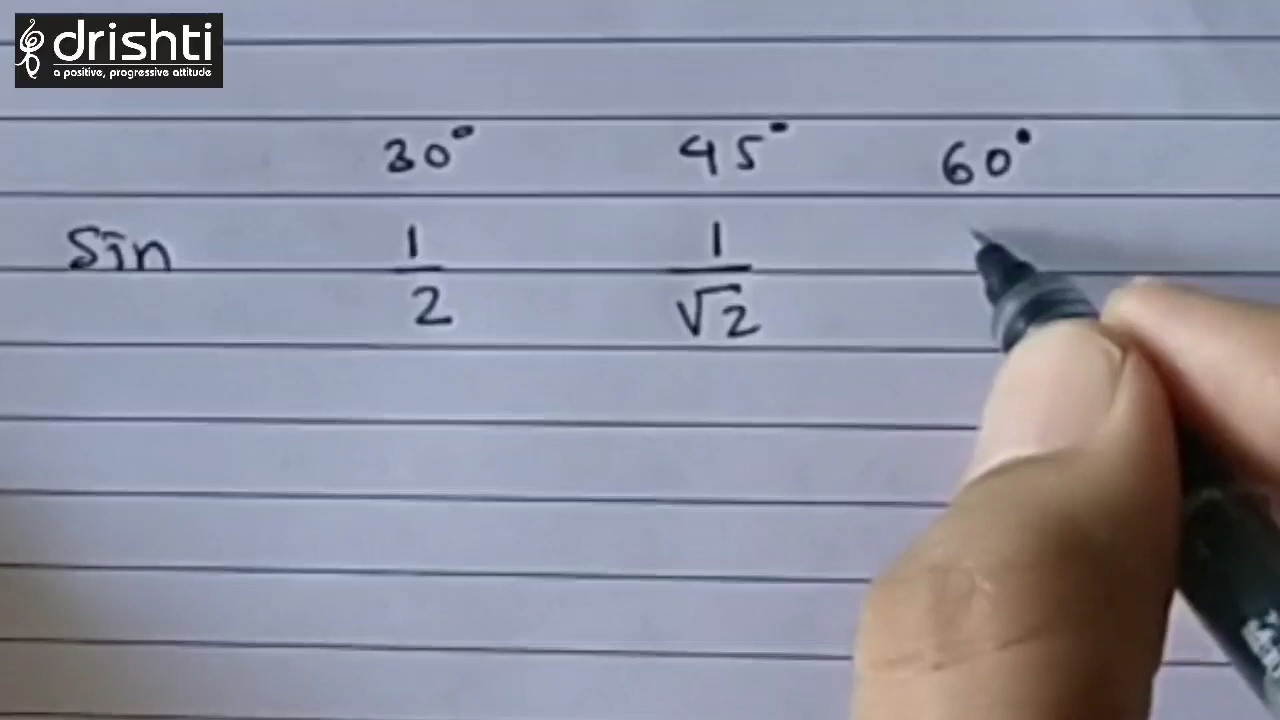 drishti
a positive, progressive attitude
30° 45° 60°
Sin 1/2 1/√2